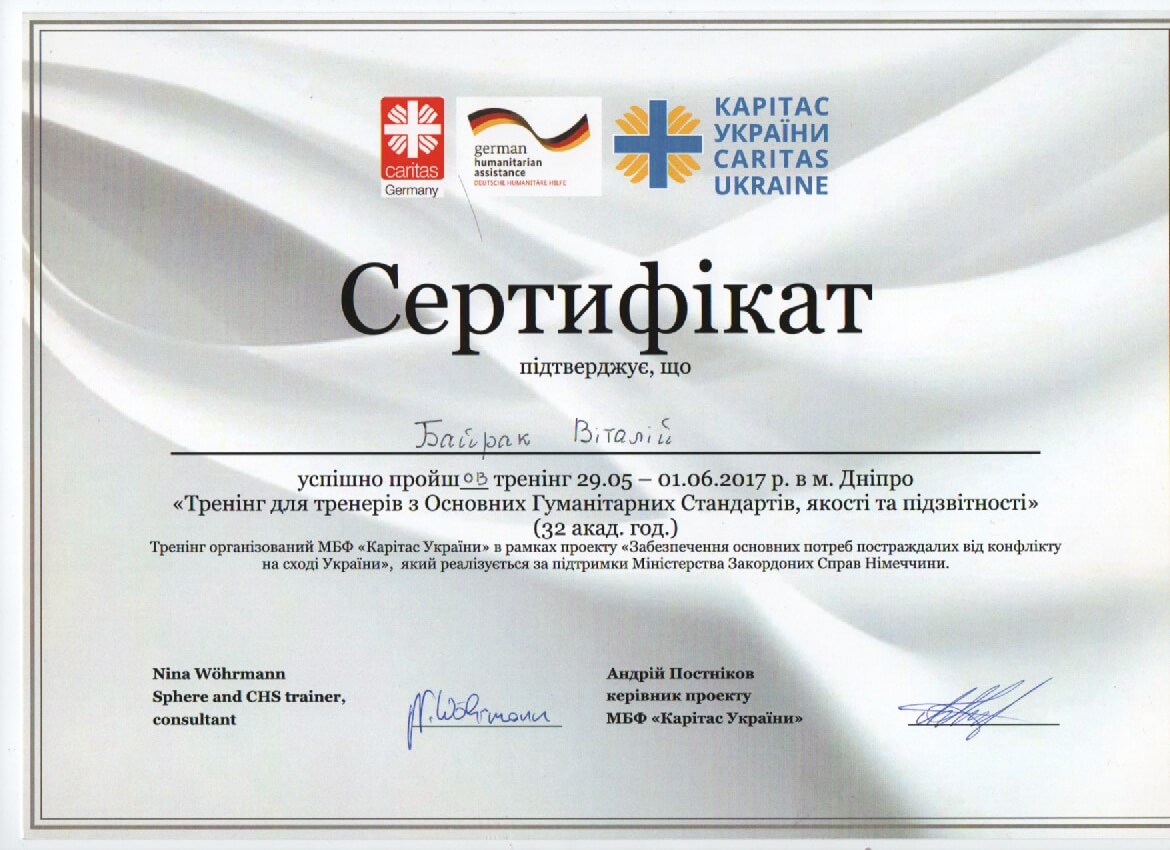 caritas
Germany
german
humanitarian
assistance
DEUTSCHE HUMANITÄRE HILFE
КАРІТАС
УКРАЇНИ
CARITAS
UKRAINE
Сертифікат
підтверджує, що
Байрак Віталій
успішно пройшов тренінг 29.05 – 01.06.2017 р. в м. Дніпро
«Тренінг для тренерів з Основних Гуманітарних Стандартів, якості та підзвітності»
(32 акад. год.)
Тренінг організований МБФ «Карітас України» в рамках проекту «Забезпечення основних потреб постраждалих від конфлікту
на сході України», який реалізується за підтримки Міністерства Закордоних Справ Німеччини.
Nina Wöhrmann
Sphere and CHS trainer,
consultant
N. Wöhrmann
Андрій Постніков
керівник проекту
МБФ «Карітас України»